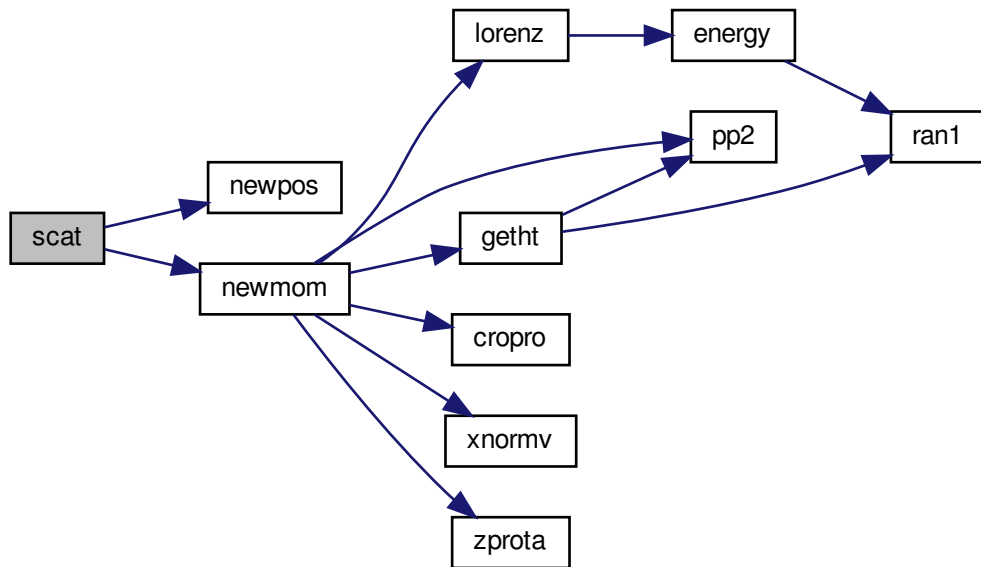 lorenz
energy
pp2
ran1
newpos
scat
getht
newmom
cropro
xnormv
zprota